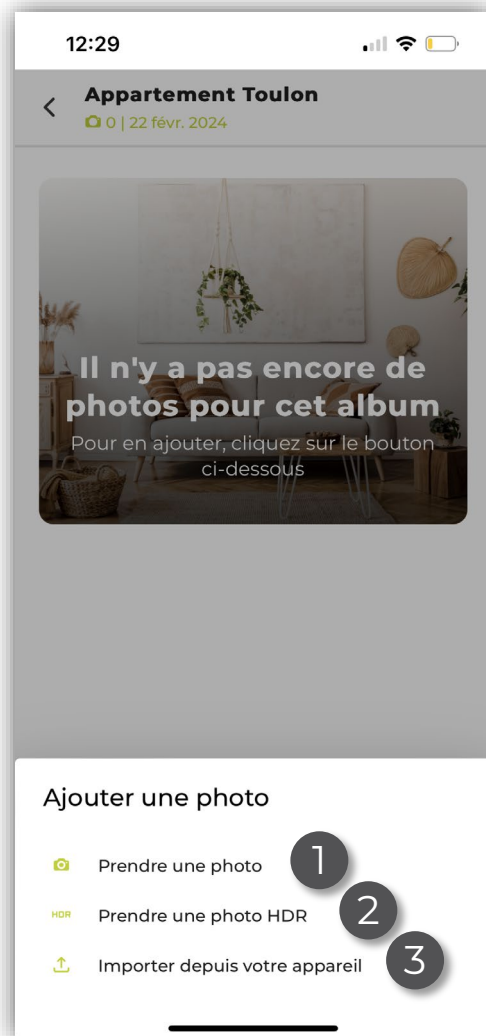 12:29
Appartement Toulon
0 | 22 févr. 2024
Il n'y a pas encore de
photos pour cet album
Pour en ajouter, cliquez sur le bouton
ci-dessous
Ajouter une photo
Prendre une photo 1
HDR Prendre une photo HDR 2
Importer depuis votre appareil 3